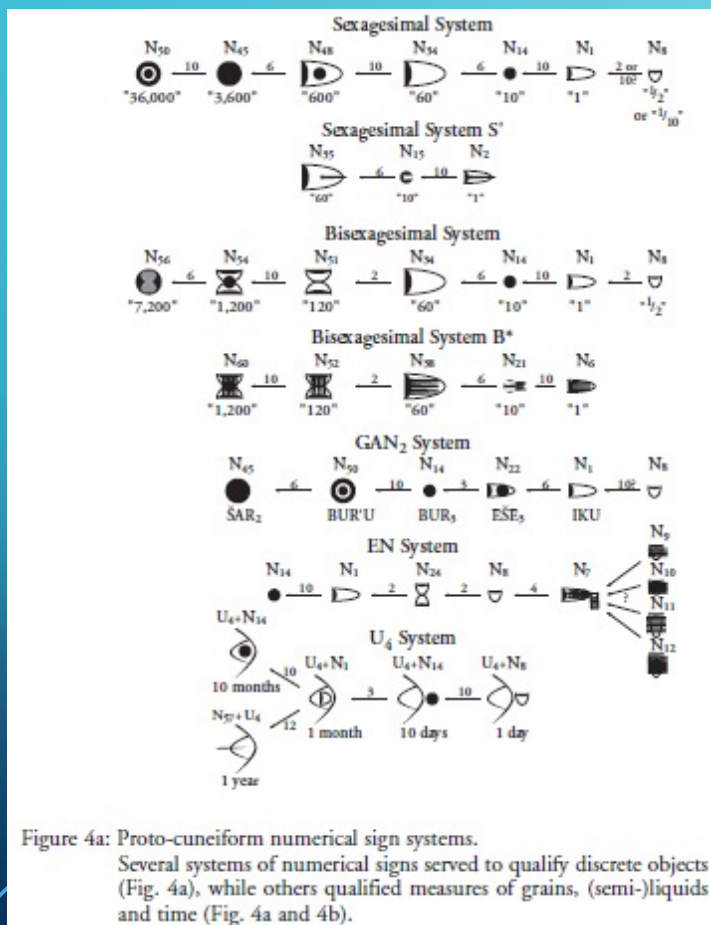 Sexagesimal System
N50 N45 N48 N34 N14 N1 N8
10 6 10 6 10 2 or 10?
"36,000" "3,600" "600" "60" "10" "1" "1/2"
or "1/10"
Sexagesimal System S'
N35 N15 N2
6 10
"60" "10" "1"
Bisexagesimal System
N56 N54 N51 N34 N14 N1 N8
6 10 2 6 10 2
"7,200" "1,200" "120" "60" "10" "1" "1/2"
Bisexagesimal System B*
N60 N52 N38 N21 N6
10 2 6 10
"1,200" "120" "60" "10" "1"
GAN2 System
N45 N50 N14 N22 N1 N8
6 10 3 6 10?
ŠAR2 BUR'U BUR3 EŠE3 IKU
EN System
N14 N1 N24 N8 N7 N9
10 2 2 4 ? N10
N11
N12
U4 System
U4+N14
10 months
10
U4+N1 U4+N14 U4+N8
3 10
1 month 10 days 1 day
N57+U4
12
1 year
Figure 4a: Proto-cuneiform numerical sign systems.
Several systems of numerical signs served to qualify discrete objects
(Fig. 4a), while others qualified measures of grains, (semi-)liquids
and time (Fig. 4a and 4b).